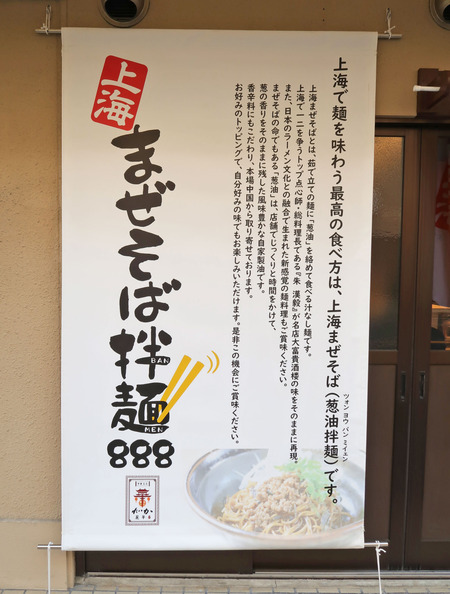 上海で麺を味わう最高の食べ方は、上海まぜそば（葱油拌麺）です。
ツォン ヨウ バン ミィエン
上海まぜそばとは、茹で立ての麺に「葱油」を絡めて食べる汁なし麺です。
上海で一二を争うトップ点心師・総料理長である『朱 漢毅』が名店大富貴酒楼の味をそのままに再現。
また、日本のラーメン文化との融合で生まれた新感覚の麺料理もご賞味ください。
まぜそばの命でもある「葱油」は、店舗でじっくりと時間をかけて、
葱の香りをそのままに残した風味豊かな自家製油です。
香辛料にもこだわり、本場中国から取り寄せております。
お好みのトッピングで、自分好みの味でもお楽しみいただけます。是非この機会にご賞味ください。
上海
まぜそば拌麺
BAN
MEN
888